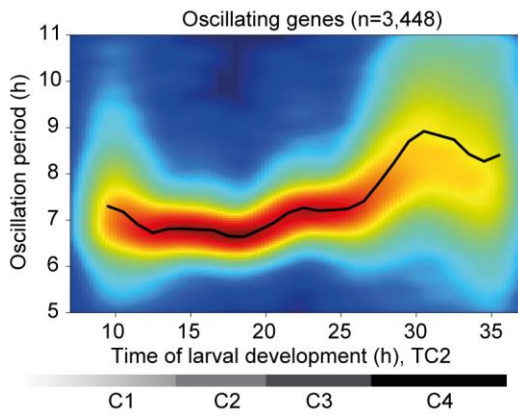 Oscillating genes (n=3,448)
Oscillation period (h)
11
10
9
8
7
6
5
10 15 20 25 30 35
Time of larval development (h), TC2
C1 C2 C3 C4